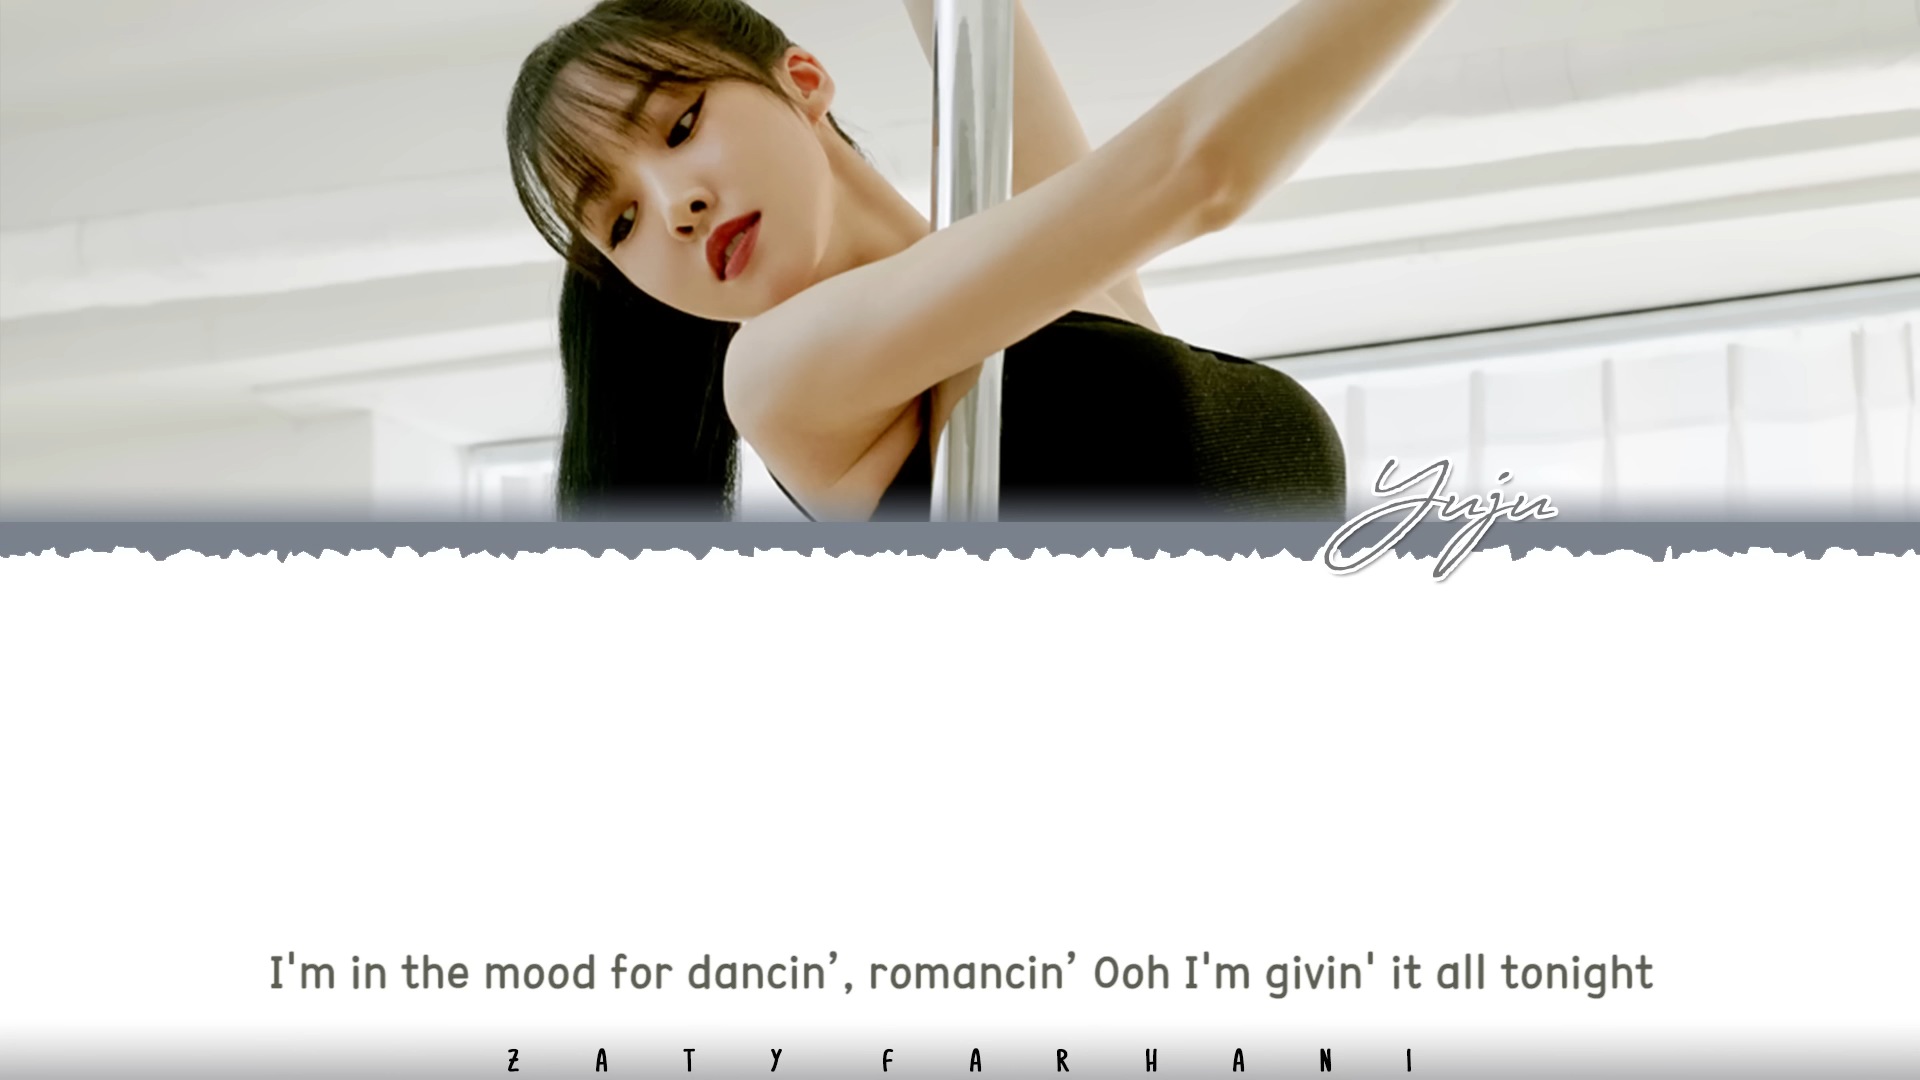 Yuju
I'm in the mood for dancin’, romancin’ Ooh I'm givin' it all tonight
ZATY FARHANI